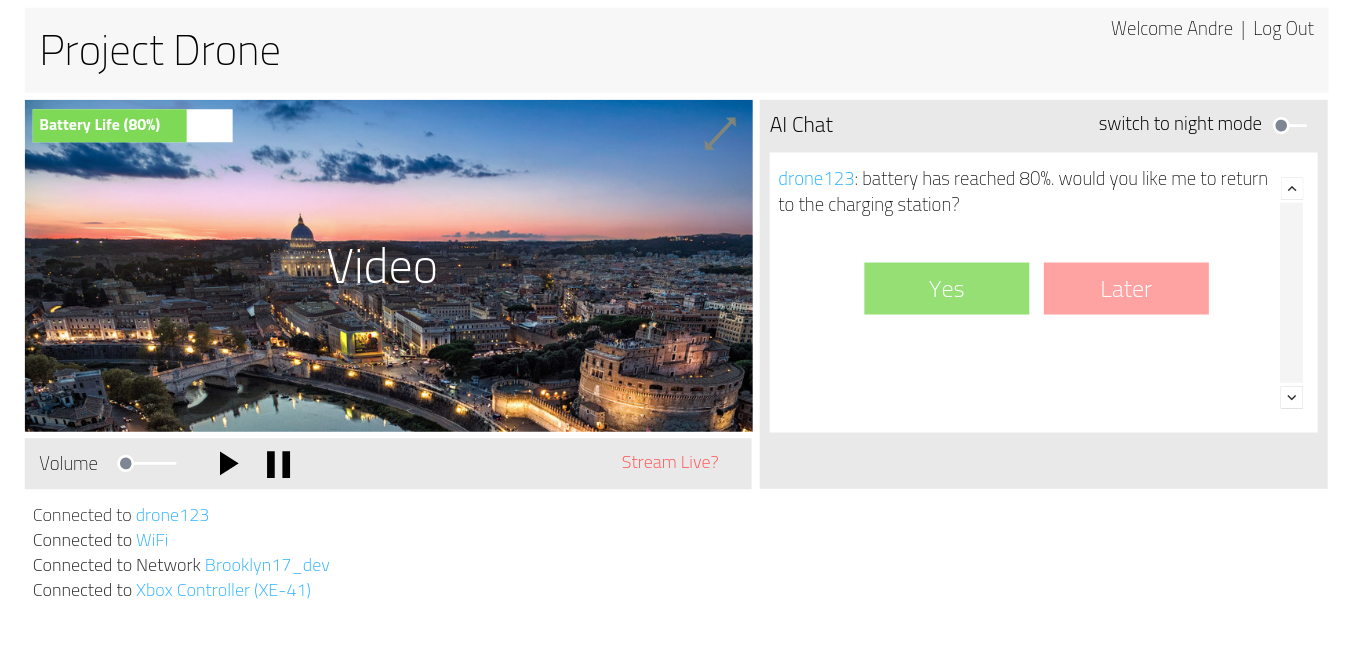 Project Drone
Welcome Andre | Log Out
Battery Life (80%)
Video
Volume
Stream Live?
AI Chat
switch to night mode
drone123: battery has reached 80%. would you like me to return
to the charging station?
Yes
Later
Connected to drone123
Connected to WiFi
Connected to Network Brooklyn17_dev
Connected to Xbox Controller (XE-41)